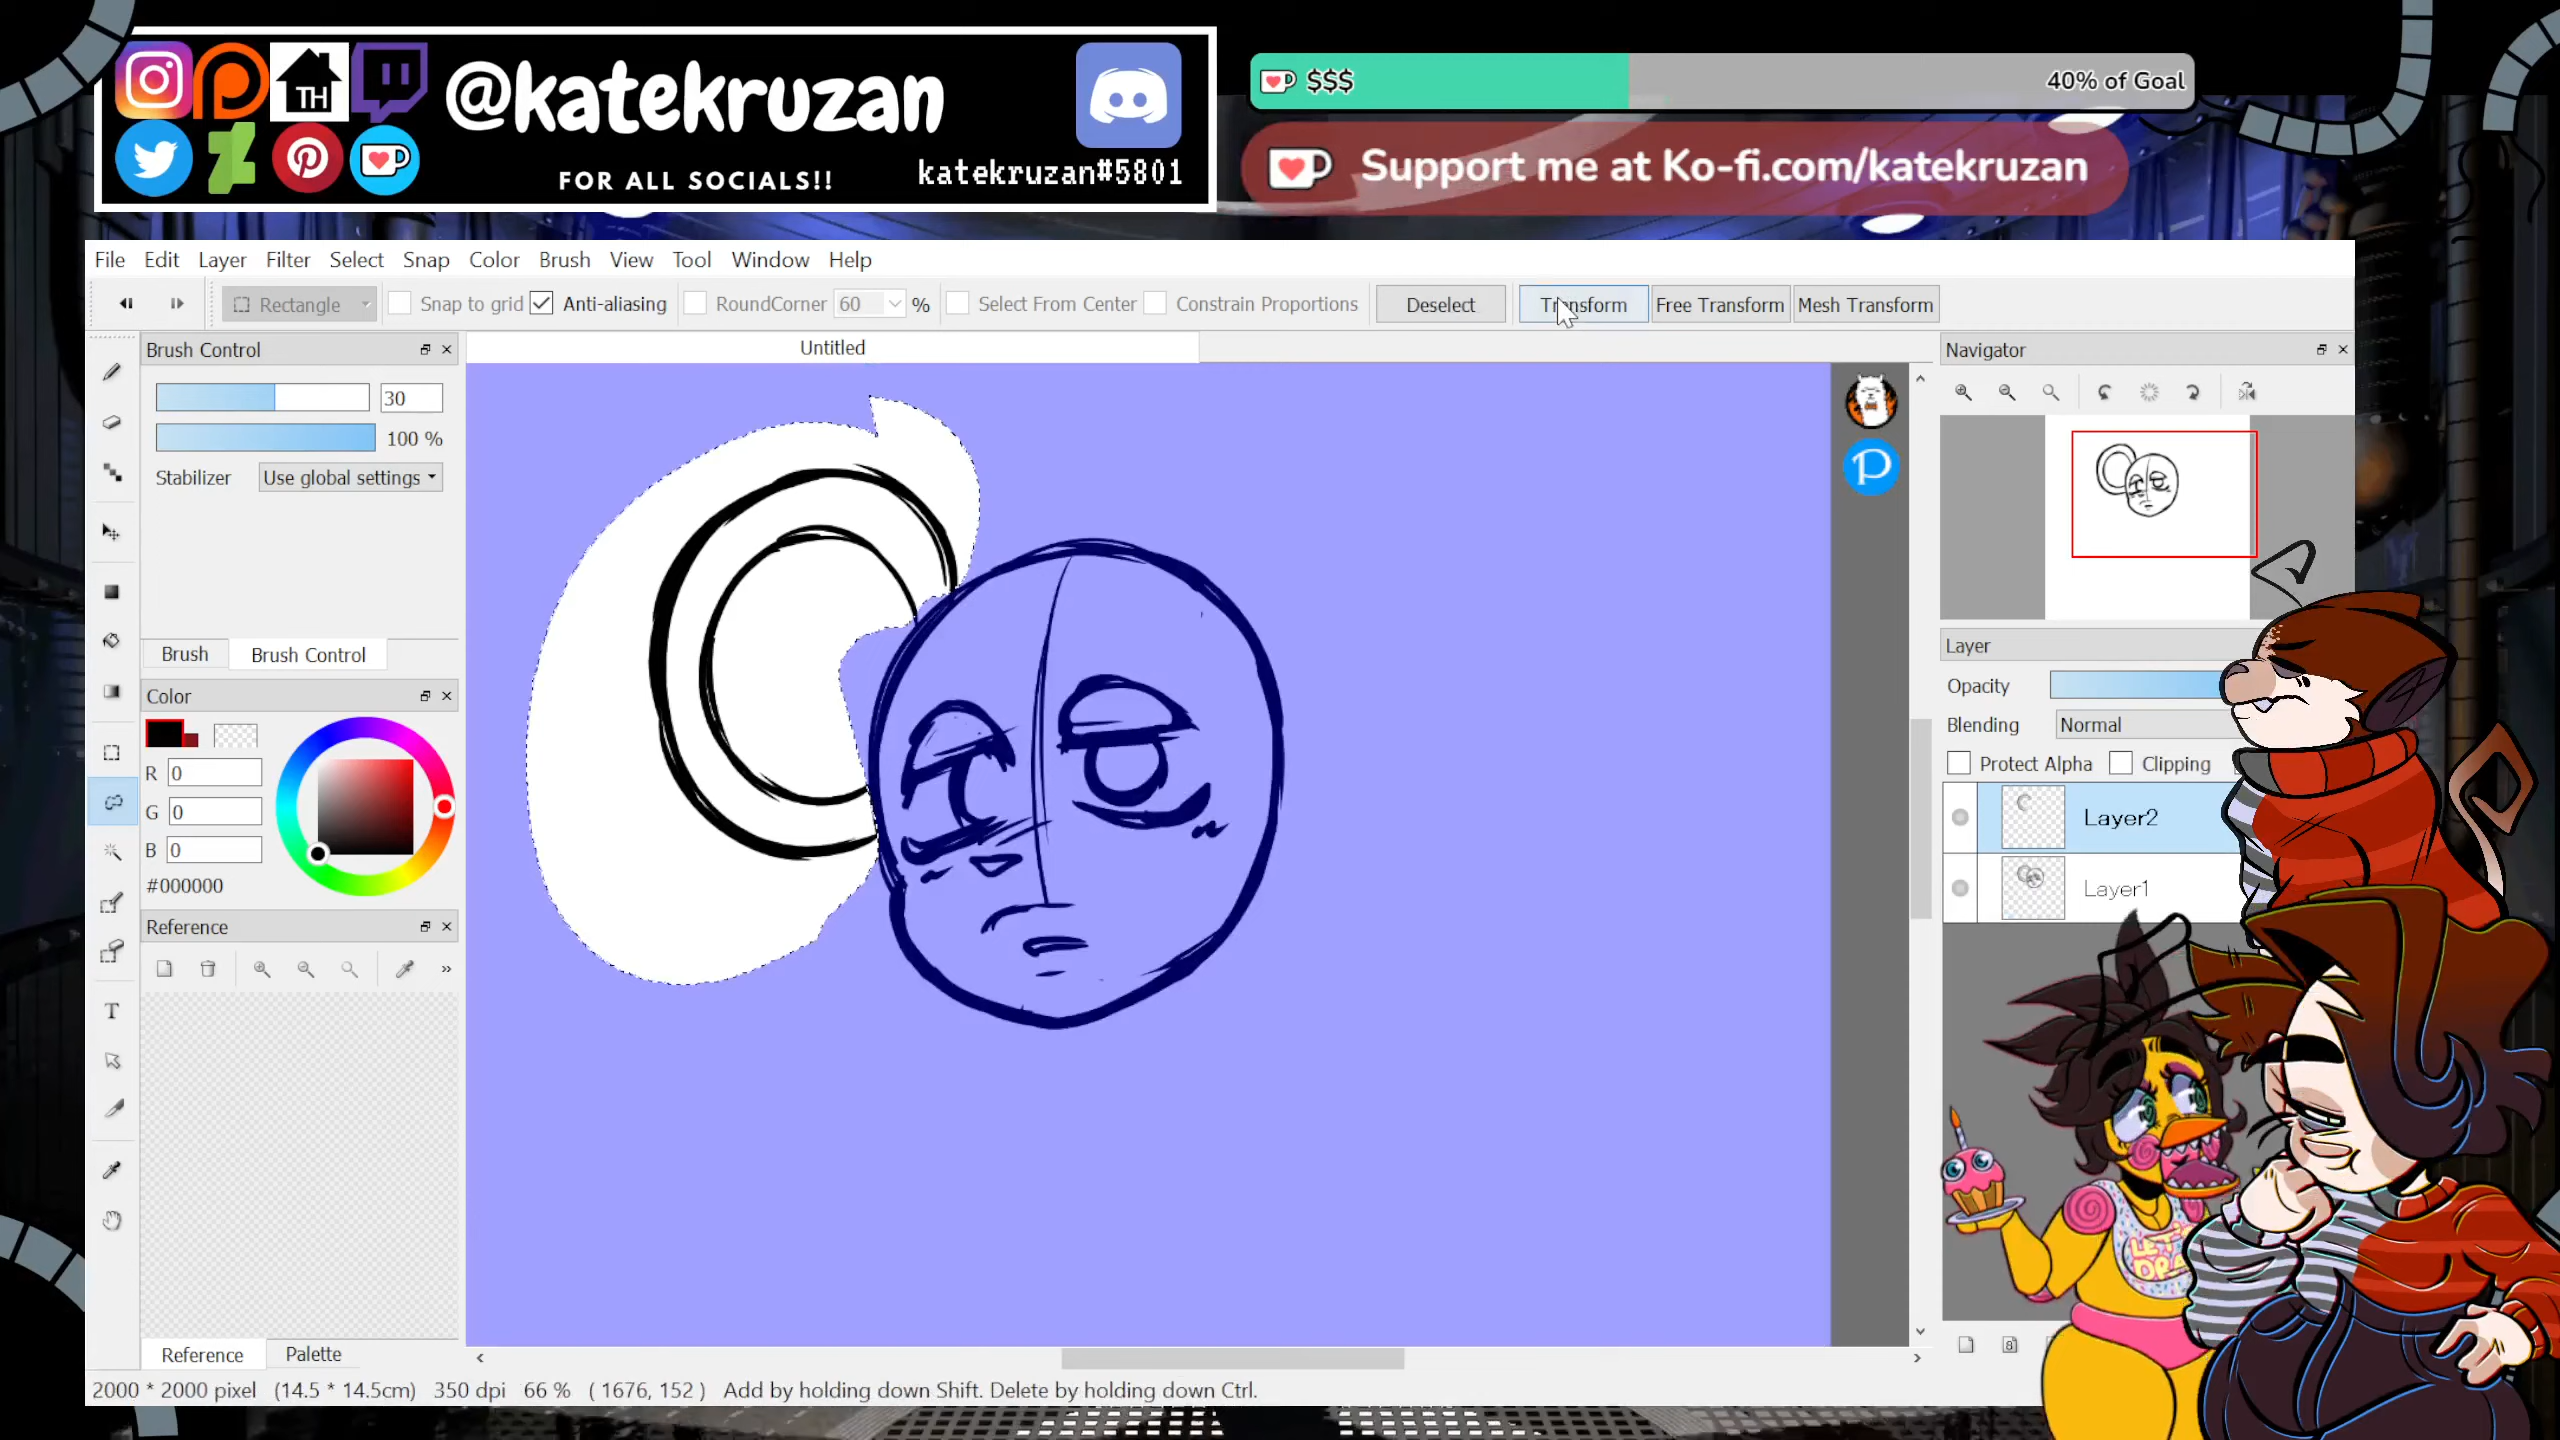 @katekruzan
FOR ALL SOCIALS!!
katekruzan#5801
TH
$$$
40% of Goal
Support me at Ko-fi.com/katekruzan
File Edit Layer Filter Select Snap Color Brush View Tool Window Help
Rectangle Snap to grid Anti-aliasing RoundCorner 60 % Select From Center Constrain Proportions Deselect Transform Free Transform Mesh Transform
Brush Control
Untitled
Navigator
30
100 %
Stabilizer Use global settings
Brush Brush Control
Color
R 0
G 0
B 0
#000000
Reference
Reference Palette
P
Layer
Opacity
Blending Normal
Protect Alpha Clipping
Layer2
Layer1
T
8
LET'S
2000 * 2000 pixel (14.5 * 14.5cm) 350 dpi 66 % ( 1676, 152 ) Add by holding down Shift. Delete by holding down Ctrl.